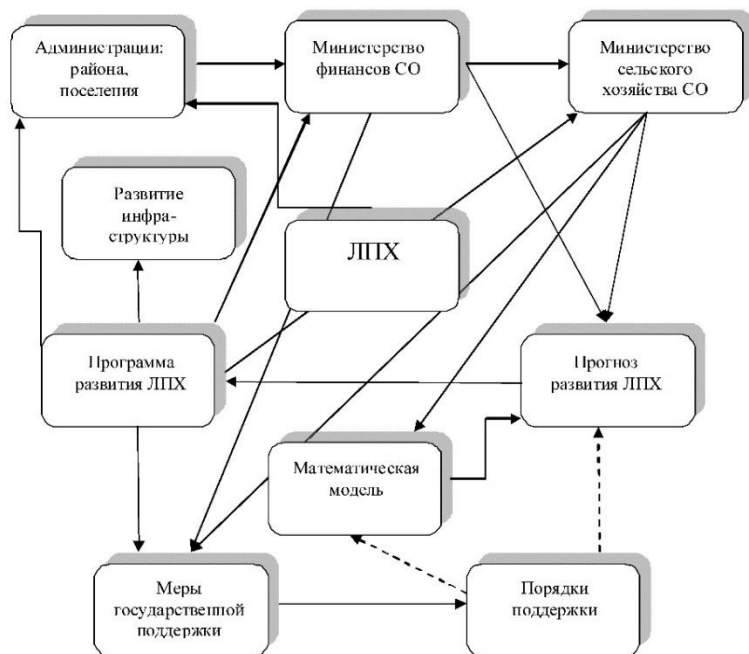 Администрации:
района,
поселепия
Министерство
финансов СО
Министерство
сельского
хозяйства СО
Развитие
инфра-
структуры
ЛПХ
Программа
развития ЛПХ
Прогноз
развития ЛПХ
Математическая
модель
Меры
государственной
поддержки
Порядки
поддержки